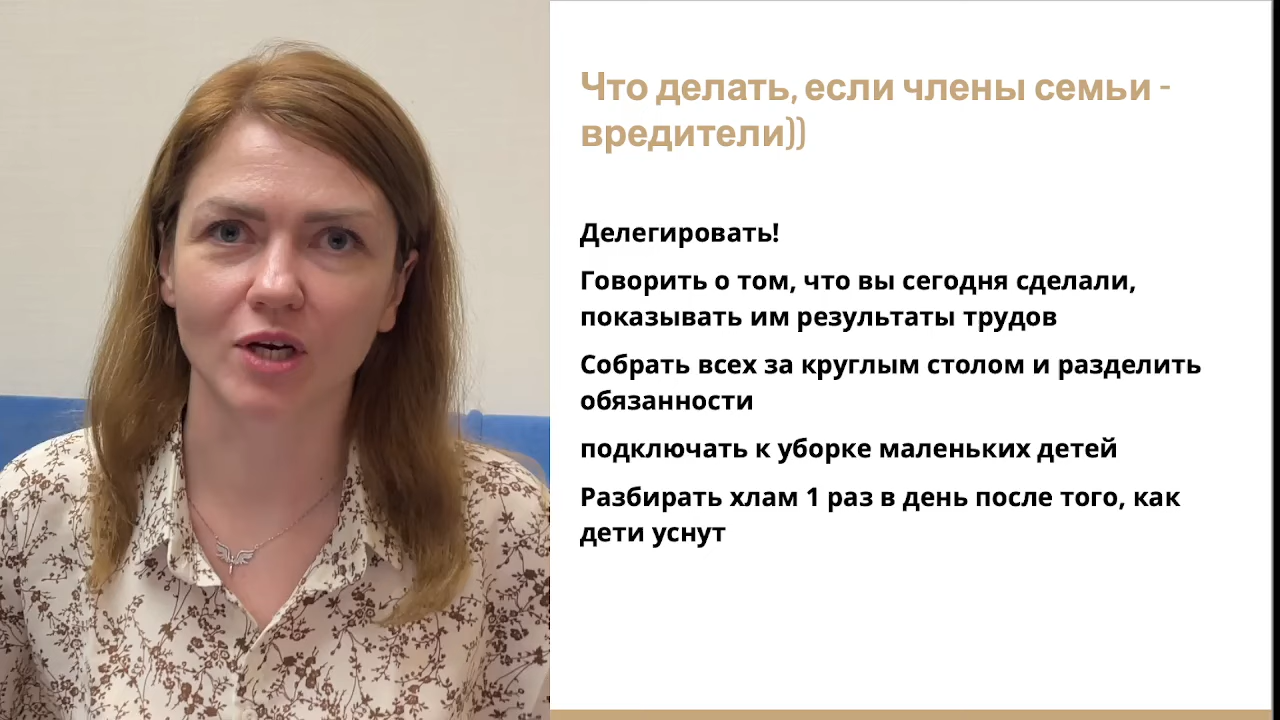 Что делать, если члены семьи -
вредители))
Делегировать!
Говорить о том, что вы сегодня сделали,
показывать им результаты трудов
Собрать всех за круглым столом и разделить
обязанности
подключать к уборке маленьких детей
Разбирать хлам 1 раз в день после того, как
дети уснут